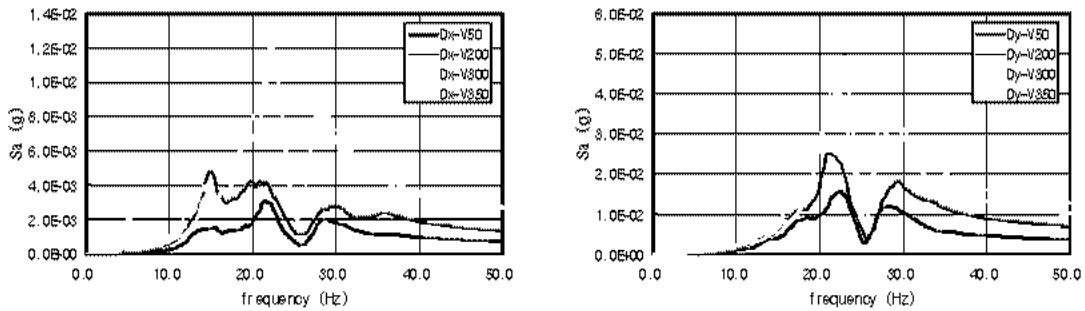 1.4E-02
1.2E-02
1.0E-02
8.0E-03
6.0E-03
4.0E-03
2.0E-03
0.0E+00
Sa (g)
0.0 10.0 20.0 30.0 40.0 50.0
frequency (Hz)
Dx-V50
Dx-V200
Dx-V300
Dx-V350
6.0E-02
5.0E-02
4.0E-02
3.0E-02
2.0E-02
1.0E-02
0.0E+00
Sa (g)
0.0 10.0 20.0 30.0 40.0 50.0
frequency (Hz)
Dy-V50
Dy-V200
Dy-V300
Dy-V350